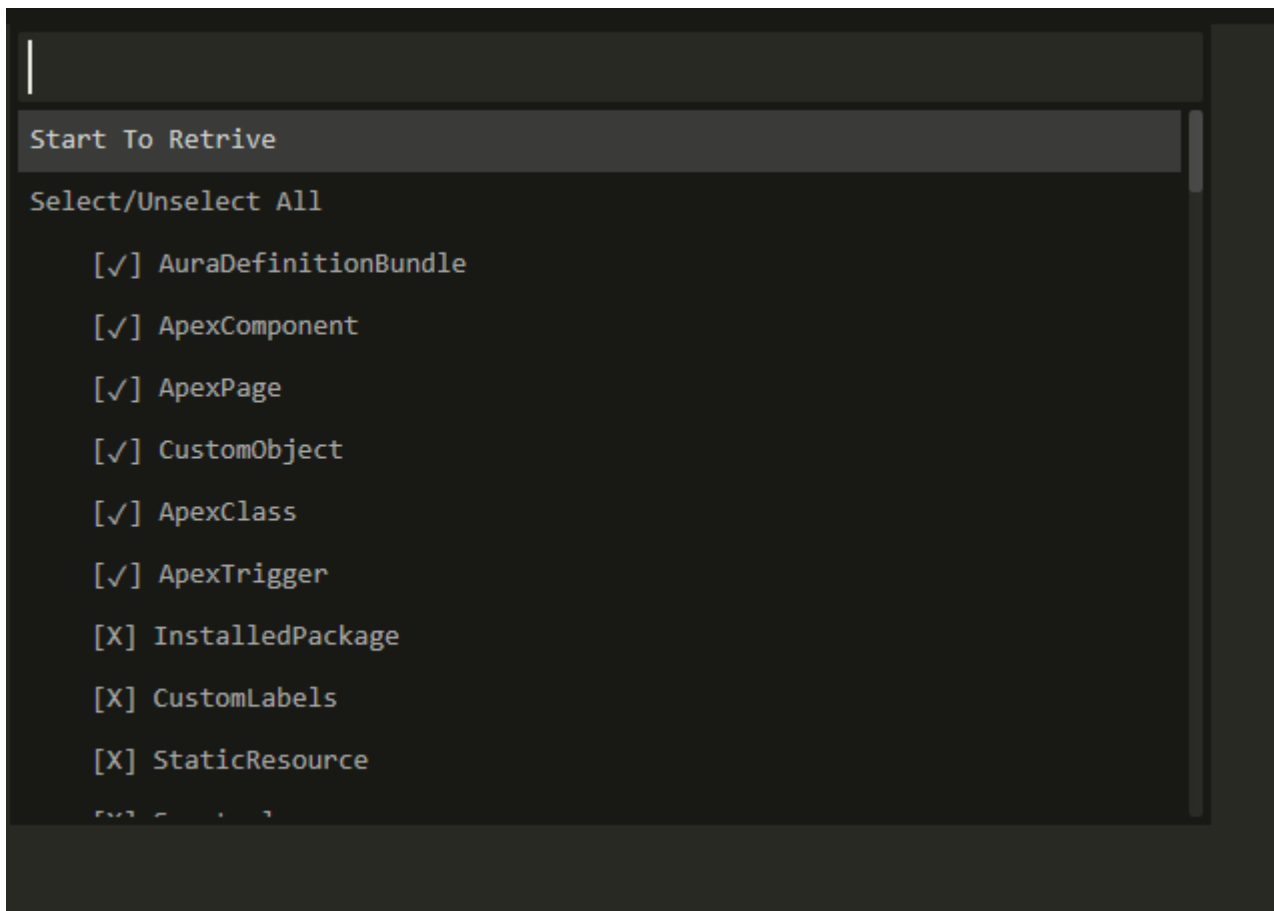 Start To Retrive
Select/Unselect All
[✓] AuraDefinitionBundle
[✓] ApexComponent
[✓] ApexPage
[✓] CustomObject
[✓] ApexClass
[✓] ApexTrigger
[X] InstalledPackage
[X] CustomLabels
[X] StaticResource